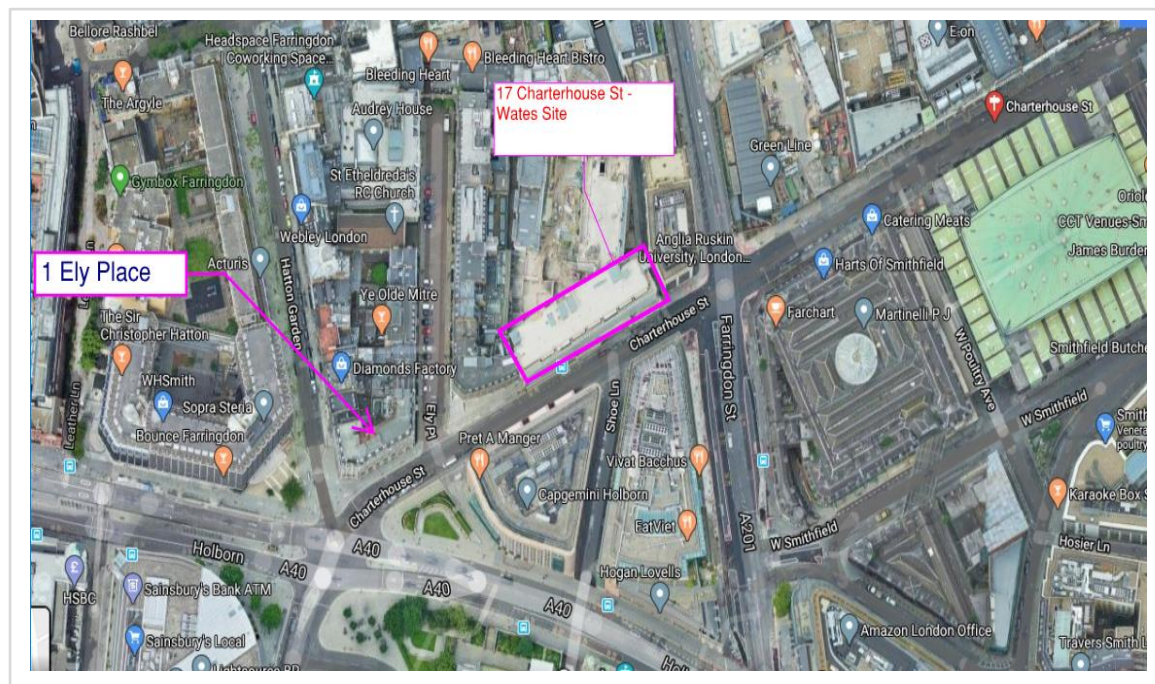 Bellore Rashbel
The Argyle
Headspace Farringdon
Coworking Space...
Bleeding Heart
Bleeding Heart Bistro
E.on
Audrey House
17 Charterhouse St -
Wates Site
Charterhouse St
Green Line
Gymbox Farringdon
St Etheldreda's
RC Church
Catering Meats
CCT Venues-Sm
Webley London
Anglia Ruskin
University, London...
Harts Of Smithfield
James Burden
Acturis
1 Ely Place
Hatton Garden
Ye Olde Mitre
The Sir
Christopher Hatton
Charterhouse St
Farringdon St
Farchart
Martinelli P J
W Poultry Ave
Smithfield Butche
Diamonds Factory
WHSmith
Sopra Steria
Ely Pl
Shoe Ln
W Smithfield
Leather Ln
Bounce Farringdon
Pret A Manger
Vivat Bacchus
Charterhouse St
Capgemini Holborn
Karaoke Box S
EatViet
A201
W Smithfield
Hosier Ln
Holborn
A40
A40
A40
A40
HSBC
Sainsbury's Bank ATM
Hogan Lovells
Sainsbury's Local
Amazon London Office
Travers Smith L